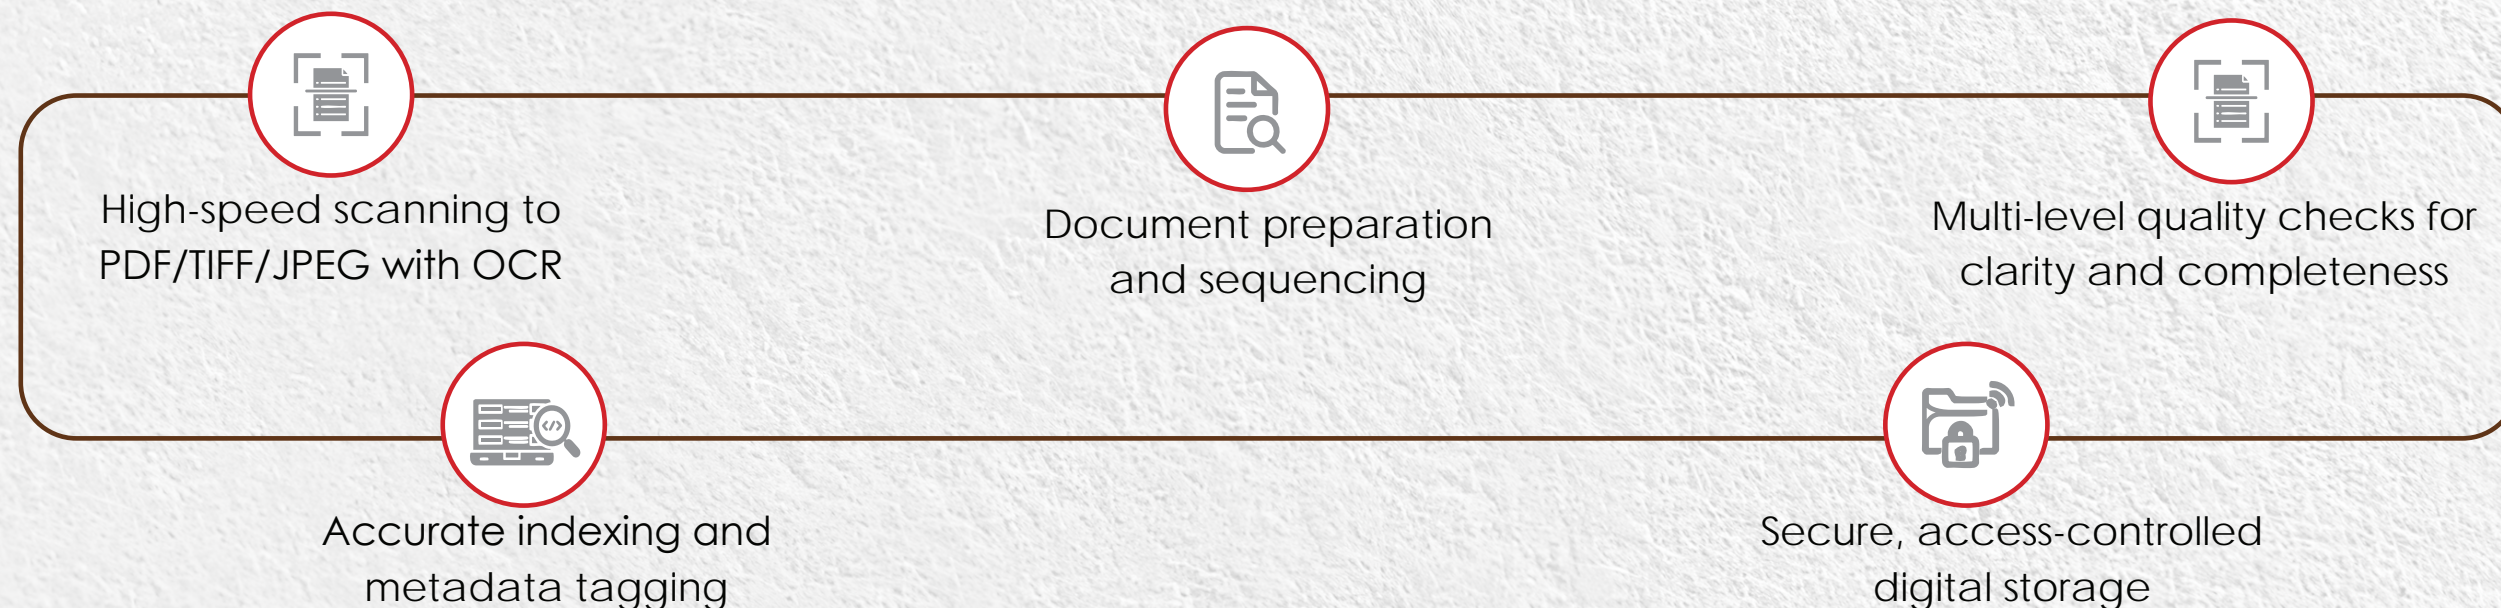 High-speed scanning to
PDF/TIFF/JPEG with OCR
Document preparation
and sequencing
Multi-level quality checks for
clarity and completeness
Accurate indexing and
metadata tagging
Secure, access-controlled
digital storage